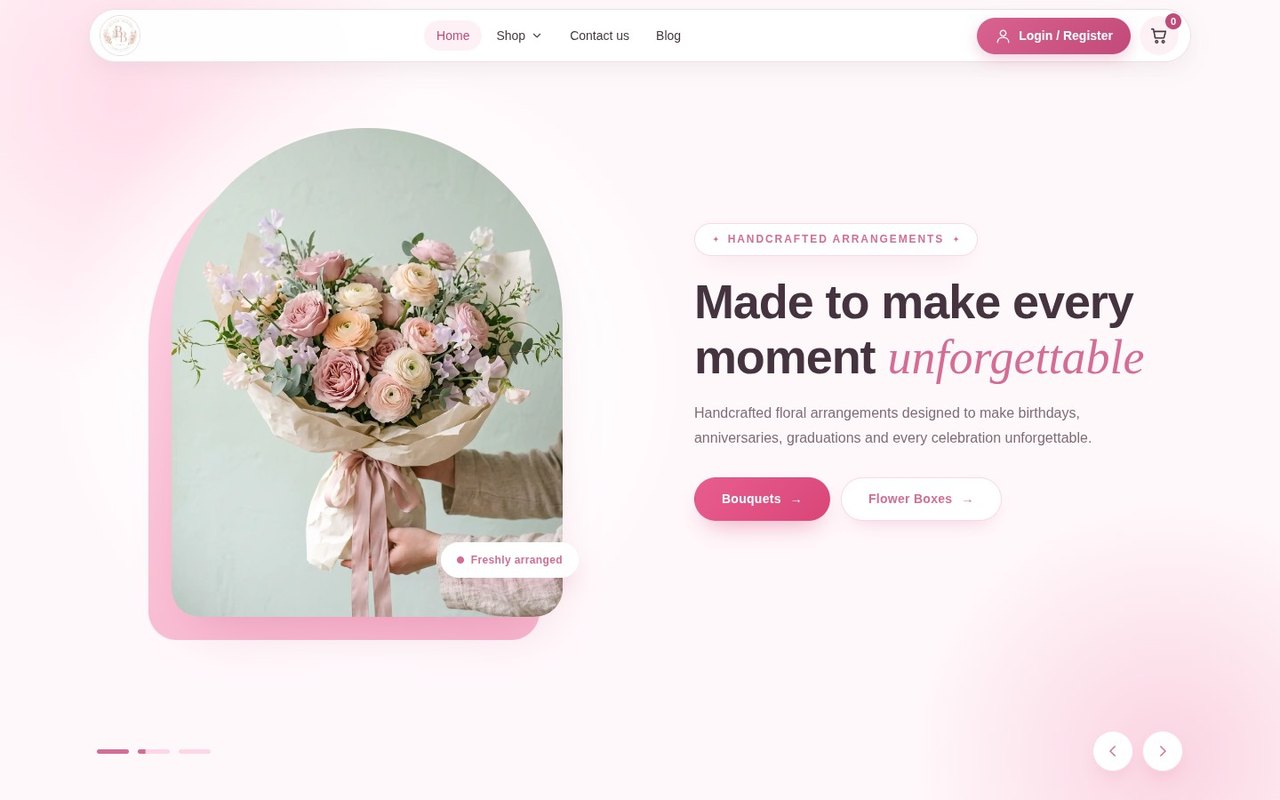 Home
Shop
Contact us
Blog
Login / Register
0
✦ HANDCRAFTED ARRANGEMENTS ✦
Made to make every
moment unforgettable
Handcrafted floral arrangements designed to make birthdays,
anniversaries, graduations and every celebration unforgettable.
Bouquets →
Flower Boxes →
Freshly arranged